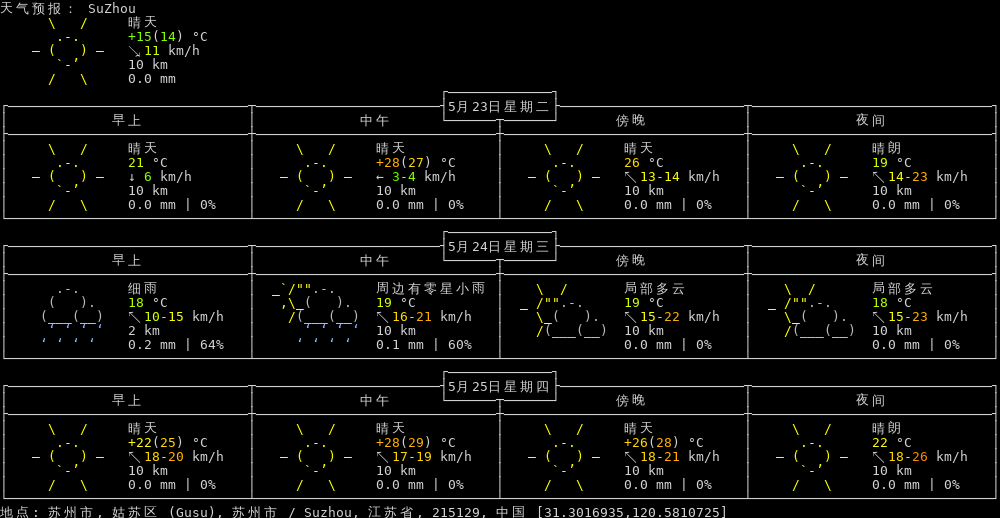 天气预报： SuZhou
晴天
+15(14) °C
↘ 11 km/h
10 km
0.0 mm
5月23日星期二
早上 中午 傍晚 夜间
晴天 晴天 晴天 晴朗
21 °C +28(27) °C 26 °C 19 °C
↓ 6 km/h ← 3-4 km/h ↖ 13-14 km/h ↖ 14-23 km/h
10 km 10 km 10 km 10 km
0.0 mm | 0% 0.0 mm | 0% 0.0 mm | 0% 0.0 mm | 0%
5月24日星期三
早上 中午 傍晚 夜间
细雨 周边有零星小雨 局部多云 局部多云
18 °C 19 °C 19 °C 18 °C
↖ 10-15 km/h ↖ 16-21 km/h ↖ 15-22 km/h ↖ 15-23 km/h
2 km 10 km 10 km 10 km
0.2 mm | 64% 0.1 mm | 60% 0.0 mm | 0% 0.0 mm | 0%
5月25日星期四
早上 中午 傍晚 夜间
晴天 晴天 晴天 晴朗
+22(25) °C +28(29) °C +26(28) °C 22 °C
↖ 18-20 km/h ↖ 17-19 km/h ↖ 18-21 km/h ↖ 18-26 km/h
10 km 10 km 10 km 10 km
0.0 mm | 0% 0.0 mm | 0% 0.0 mm | 0% 0.0 mm | 0%
地点: 苏州市, 姑苏区 (Gusu), 苏州市 / Suzhou, 江苏省, 215129, 中国 [31.3016935,120.5810725]